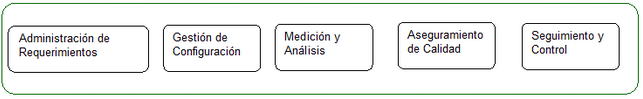 Administración de
Requerimientos
Gestión de
Configuración
Medición y
Análisis
Aseguramiento
de Calidad
Seguimiento y
Control